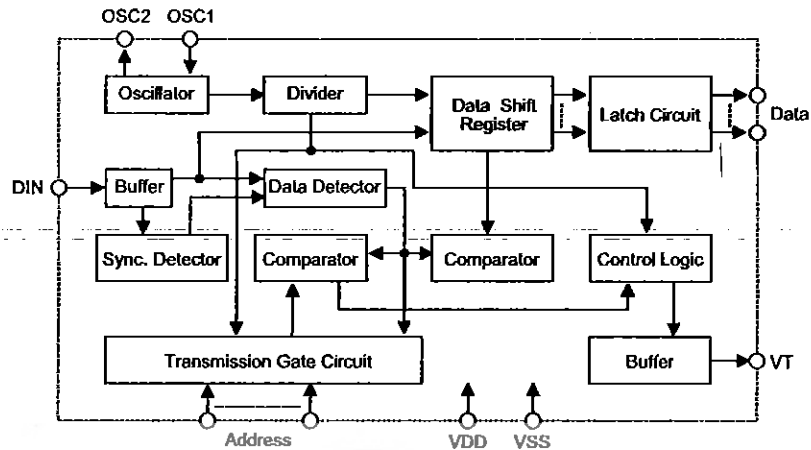 OSC2 OSC1
Oscillator
Divider
Data Shift
Register
Latch Circuit
Data
DIN
Buffer
Data Detector
Sync. Detector
Comparator
Comparator
Control Logic
Transmission Gate Circuit
Buffer
VT
Address
VDD
VSS